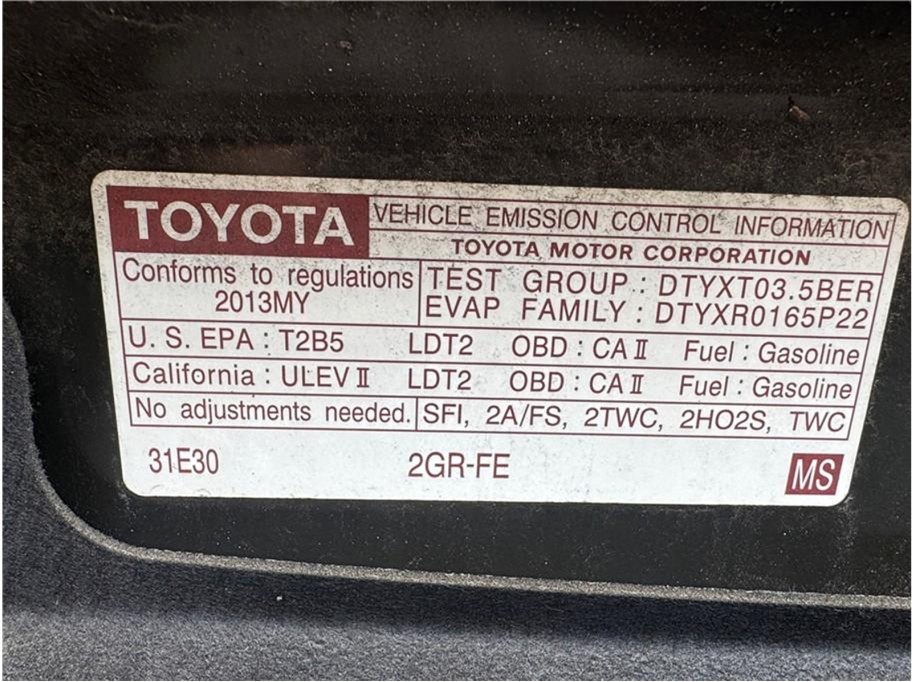 TOYOTA VEHICLE EMISSION CONTROL INFORMATION
TOYOTA MOTOR CORPORATION
Conforms to regulations
2013MY
TEST GROUP : DTYXT03.5BER
EVAP FAMILY : DTYXR0165P22
U. S. EPA : T2B5 LDT2 OBD : CA II Fuel : Gasoline
California : ULEV II LDT2 OBD : CA II Fuel : Gasoline
No adjustments needed. SFI, 2A/FS, 2TWC, 2HO2S, TWC
31E30 2GR-FE MS